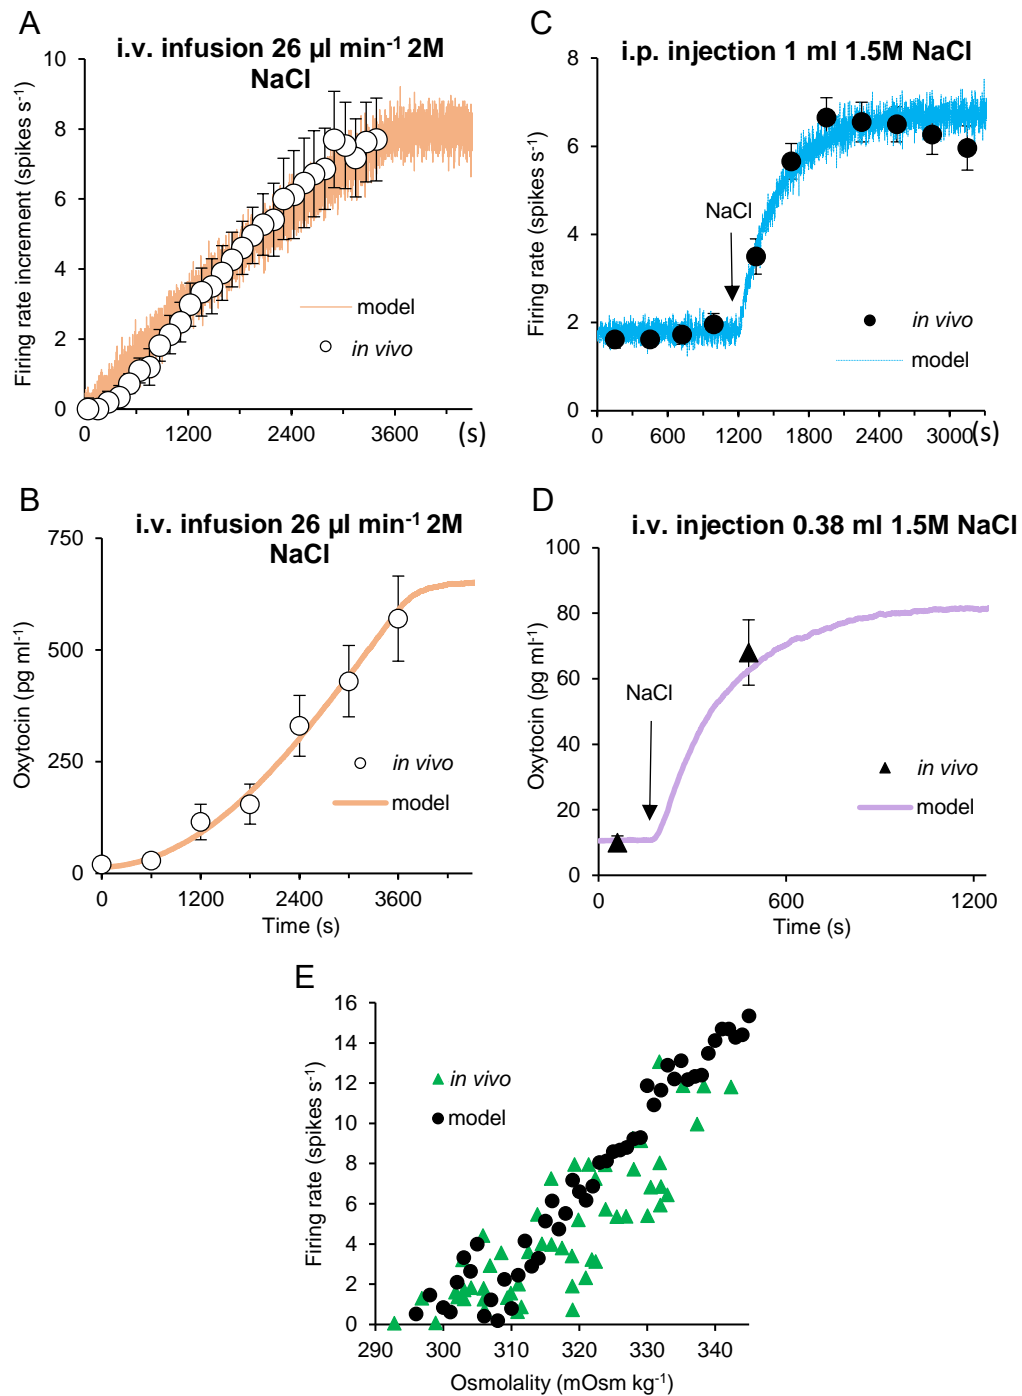 A
i.v. infusion 26 µl min⁻¹ 2M
NaCl
Firing rate increment (spikes s⁻¹)
10
8
6
4
2
0
model
in vivo
0 1200 2400 3600 (s)
C
i.p. injection 1 ml 1.5M NaCl
Firing rate (spikes s⁻¹)
8
6
4
2
0
NaCl
in vivo
model
0 600 1200 1800 2400 3000 (s)
B
i.v. infusion 26 µl min⁻¹ 2M
NaCl
Oxytocin (pg ml⁻¹)
750
500
250
0
in vivo
model
0 1200 2400 3600
Time (s)
D
i.v. injection 0.38 ml 1.5M NaCl
Oxytocin (pg ml⁻¹)
100
80
60
40
20
0
NaCl
in vivo
model
0 600 1200
Time (s)
E
Firing rate (spikes s⁻¹)
16
14
12
10
8
6
4
2
0
in vivo
model
290 300 310 320 330 340
Osmolality (mOsm kg⁻¹)